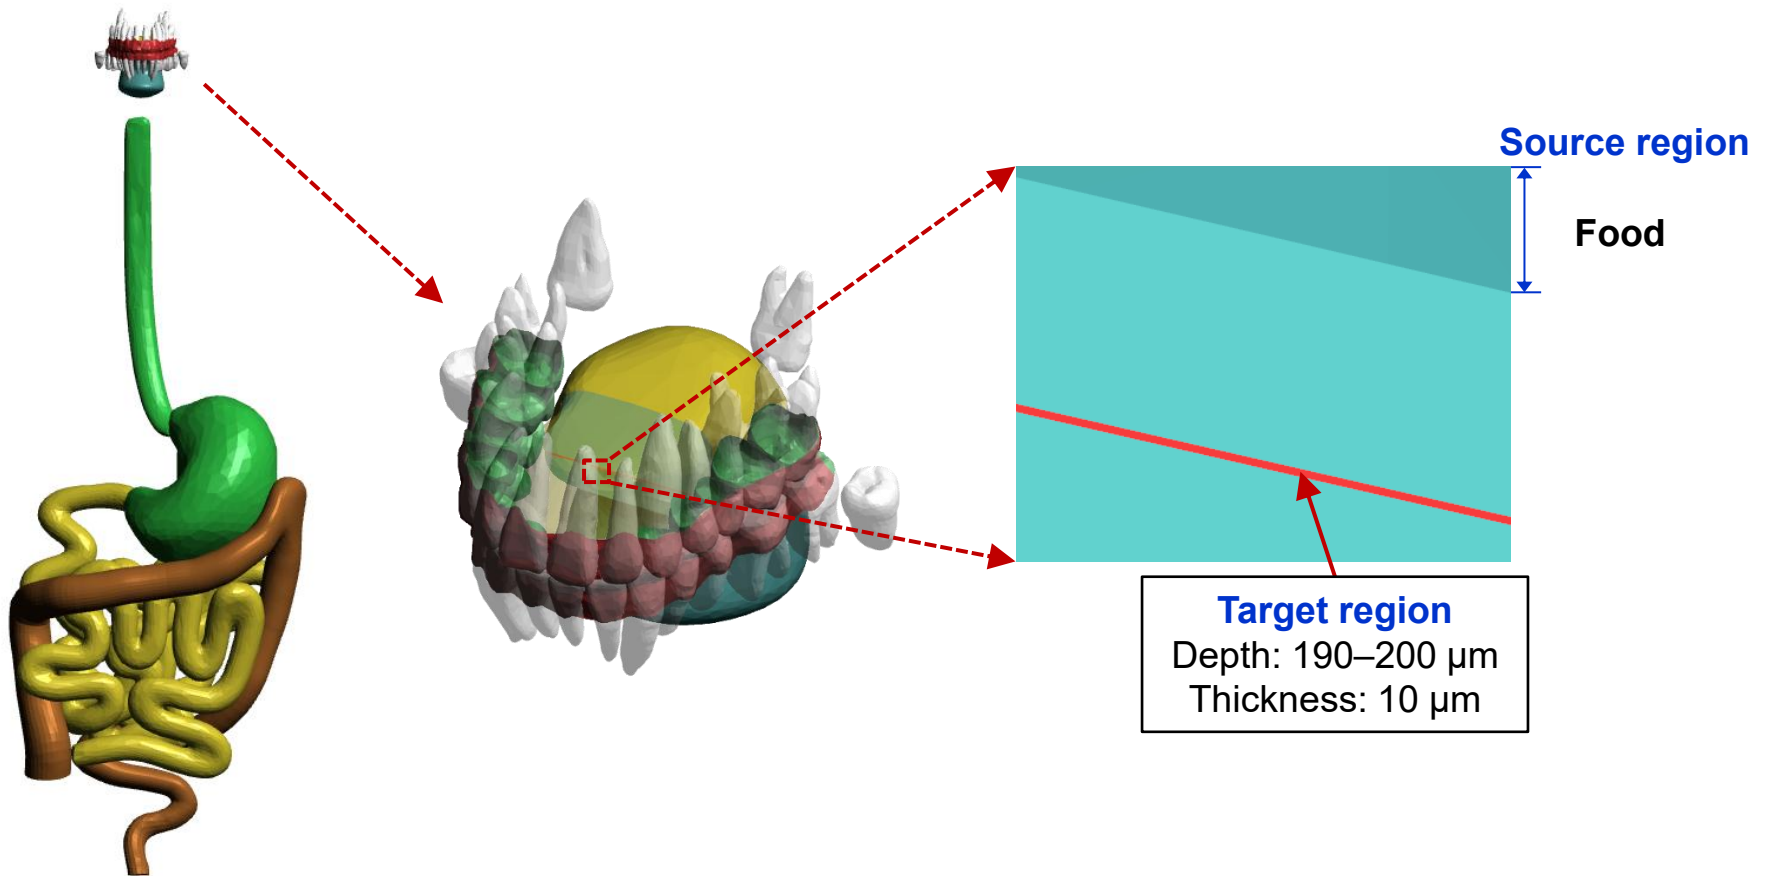 Source region
Food
Target region
Depth: 190–200 µm
Thickness: 10 µm